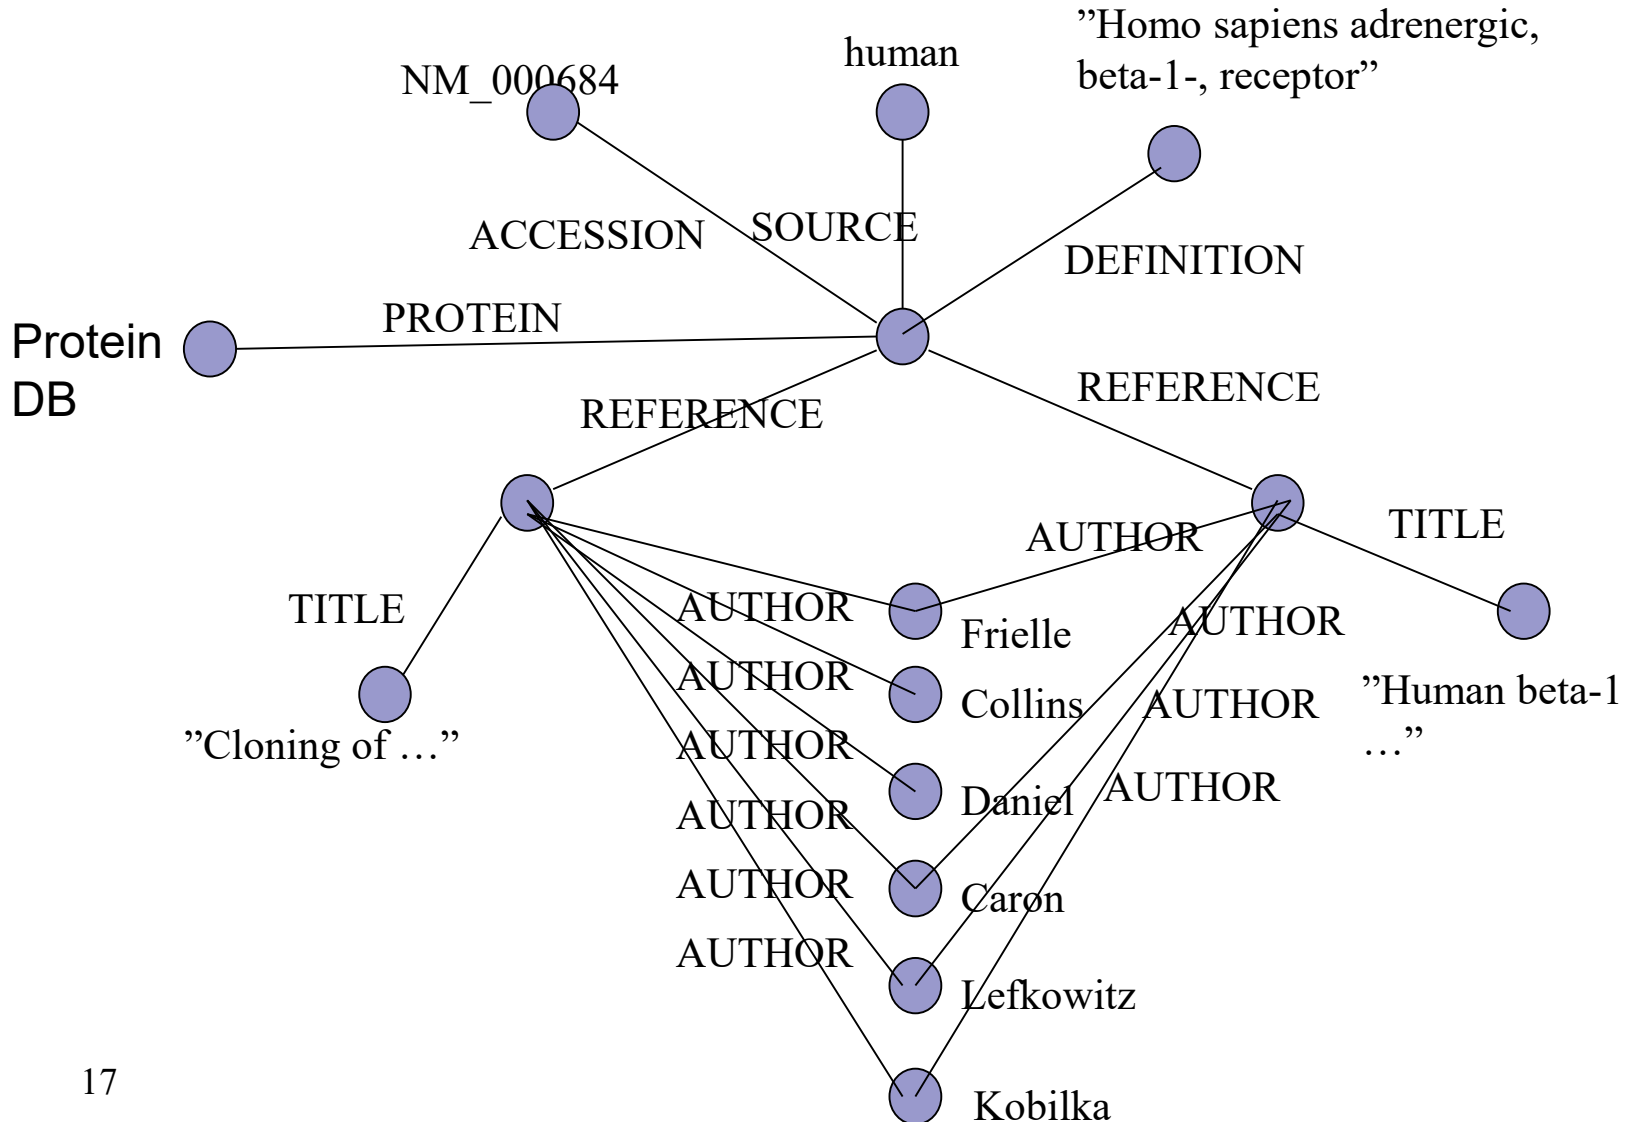 ”Homo sapiens adrenergic,
beta-1-, receptor”
human
NM_000684
ACCESSION
SOURCE
DEFINITION
PROTEIN
Protein
DB
REFERENCE
REFERENCE
TITLE
AUTHOR
TITLE
AUTHOR
AUTHOR
Frielle
AUTHOR
Collins
AUTHOR
”Human beta-1
…”
”Cloning of …”
AUTHOR
Daniel
AUTHOR
AUTHOR
AUTHOR
Caron
AUTHOR
Lefkowitz
Kobilka
17